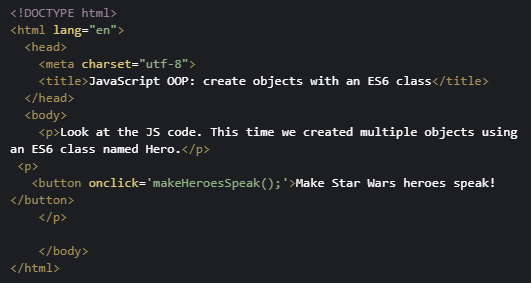 <!DOCTYPE html>
<html lang="en">
  <head>
    <meta charset="utf-8">
    <title>JavaScript OOP: create objects with an ES6 class</title>
  </head>
  <body>
    <p>Look at the JS code. This time we created multiple objects using
an ES6 class named Hero.</p>
 <p>
   <button onclick='makeHeroesSpeak();'>Make Star Wars heroes speak!
</button>
    </p>

    </body>
</html>